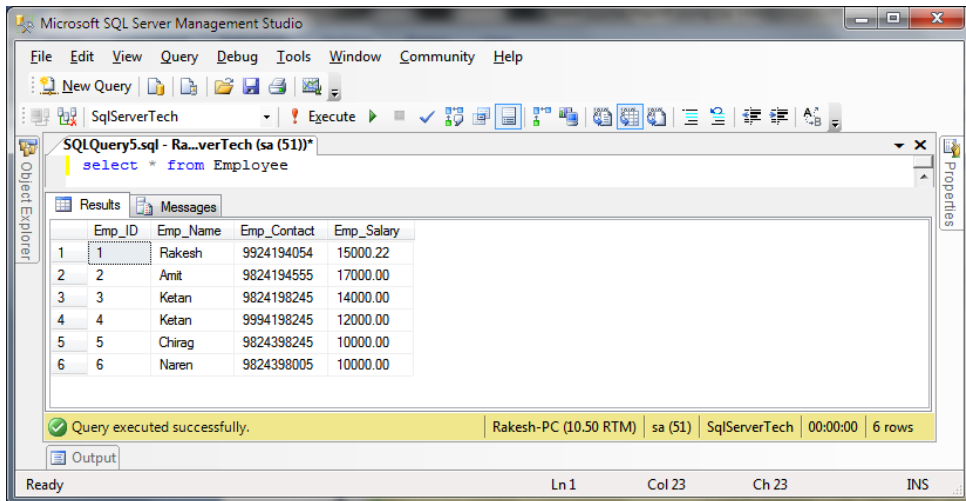 Microsoft SQL Server Management Studio
File Edit View Query Debug Tools Window Community Help
New Query
SqlServerTech Execute
SQLQuery5.sql - Ra...verTech (sa (51))*
select * from Employee
Object Explorer
Properties
Results Messages
Emp_ID Emp_Name Emp_Contact Emp_Salary
1 1 Rakesh 9924194054 15000.22
2 2 Amit 9824194555 17000.00
3 3 Ketan 9824198245 14000.00
4 4 Ketan 9994198245 12000.00
5 5 Chirag 9824398245 10000.00
6 6 Naren 9824398005 10000.00
Query executed successfully. Rakesh-PC (10.50 RTM) sa (51) SqlServerTech 00:00:00 6 rows
Output
Ready Ln 1 Col 23 Ch 23 INS